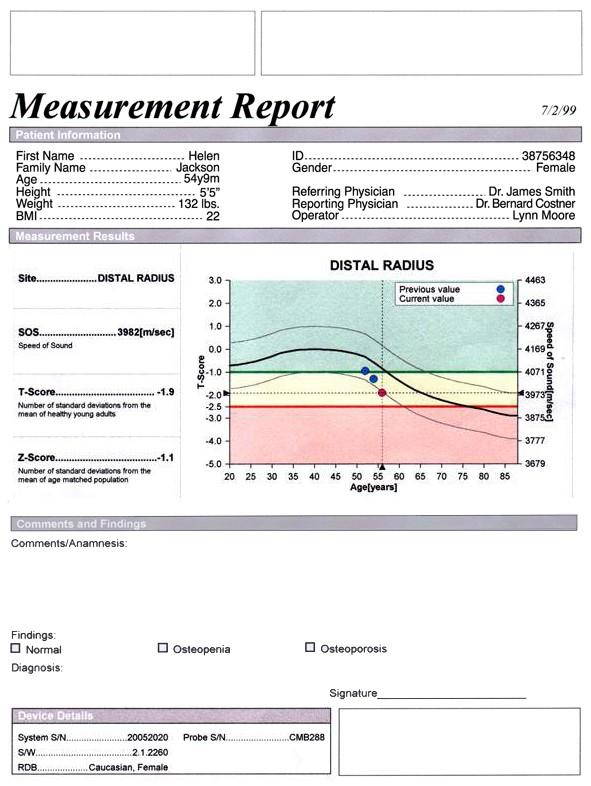 Measurement Report
7/2/99
Patient Information
First Name Helen
Family Name Jackson
Age 54y9m
Height 5'5"
Weight 132 lbs.
BMI 22
ID 38756348
Gender Female
Referring Physician Dr. James Smith
Reporting Physician Dr. Bernard Costner
Operator Lynn Moore
Measurement Results
Site DISTAL RADIUS
SOS 3982[m/sec]
Speed of Sound
T-Score -1.9
Number of standard deviations from the
mean of healthy young adults
Z-Score -1.1
Number of standard deviations from the
mean of age matched population
DISTAL RADIUS
Previous value
Current value
T-Score
3.0
2.0
1.0
0.0
-1.0
-2.0
-2.5
-3.0
-4.0
-5.0
4463
4365
4267
4169
4071
3973
3875
3777
3679
Speed of Sound[m/sec]
20 25 30 35 40 45 50 55 60 65 70 75 80 85
Age[years]
Comments and Findings
Comments/Anamnesis:
Findings:
Normal Osteopenia Osteoporosis
Diagnosis:
Signature
Device Details
System S/N 20052020 Probe S/N CMB288
S/W 2.1.2260
RDB Caucasian, Female